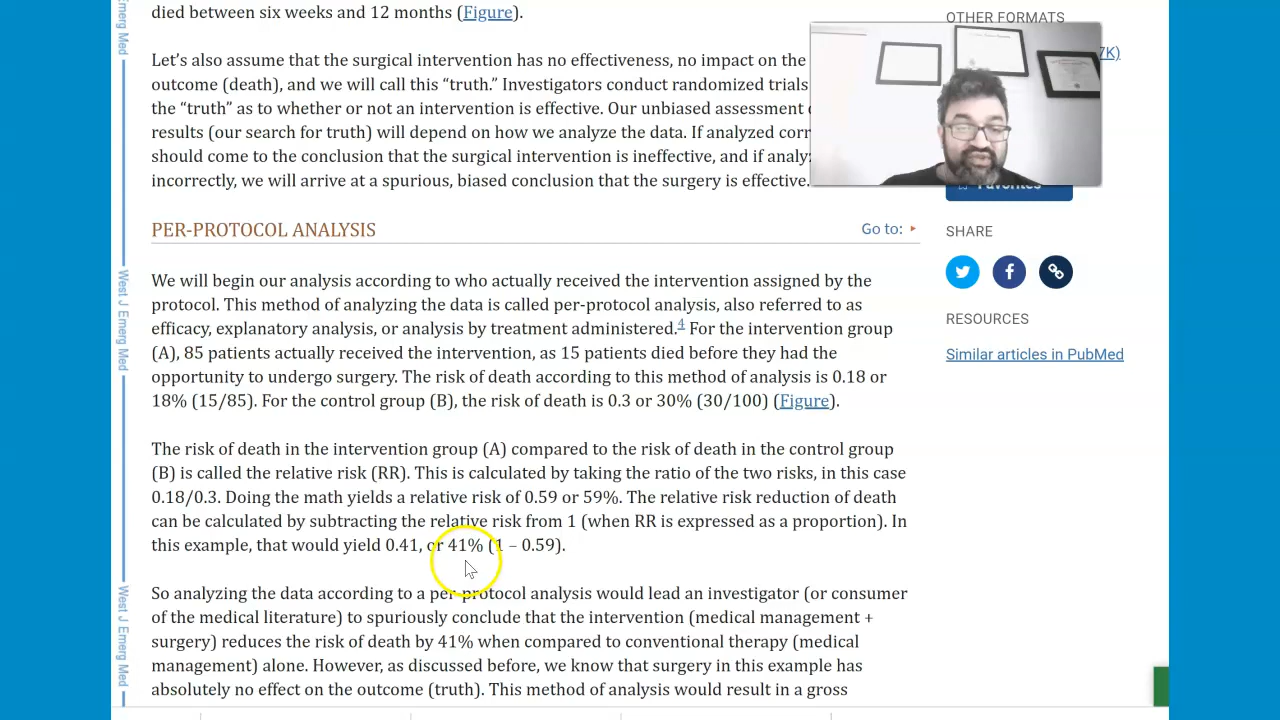 died between six weeks and 12 months (Figure).
Let’s also assume that the surgical intervention has no effectiveness, no impact on the
outcome (death), and we will call this “truth.” Investigators conduct randomized trials
the “truth” as to whether or not an intervention is effective. Our unbiased assessment
results (our search for truth) will depend on how we analyze the data. If analyzed corr
should come to the conclusion that the surgical intervention is ineffective, and if analyz
incorrectly, we will arrive at a spurious, biased conclusion that the surgery is effective.
PER-PROTOCOL ANALYSIS
Go to:
We will begin our analysis according to who actually received the intervention assigned by the
protocol. This method of analyzing the data is called per-protocol analysis, also referred to as
efficacy, explanatory analysis, or analysis by treatment administered.4 For the intervention group
(A), 85 patients actually received the intervention, as 15 patients died before they had the
opportunity to undergo surgery. The risk of death according to this method of analysis is 0.18 or
18% (15/85). For the control group (B), the risk of death is 0.3 or 30% (30/100) (Figure).
The risk of death in the intervention group (A) compared to the risk of death in the control group
(B) is called the relative risk (RR). This is calculated by taking the ratio of the two risks, in this case
0.18/0.3. Doing the math yields a relative risk of 0.59 or 59%. The relative risk reduction of death
can be calculated by subtracting the relative risk from 1 (when RR is expressed as a proportion). In
this example, that would yield 0.41, or 41% (1 – 0.59).
So analyzing the data according to a per-protocol analysis would lead an investigator (or consumer
of the medical literature) to spuriously conclude that the intervention (medical management +
surgery) reduces the risk of death by 41% when compared to conventional therapy (medical
management) alone. However, as discussed before, we know that surgery in this example has
absolutely no effect on the outcome (truth). This method of analysis would result in a gross
Emerg Med
West J Emerg Med
West J Emerg Med
OTHER FORMATS
7K)
Favorites
SHARE
RESOURCES
Similar articles in PubMed